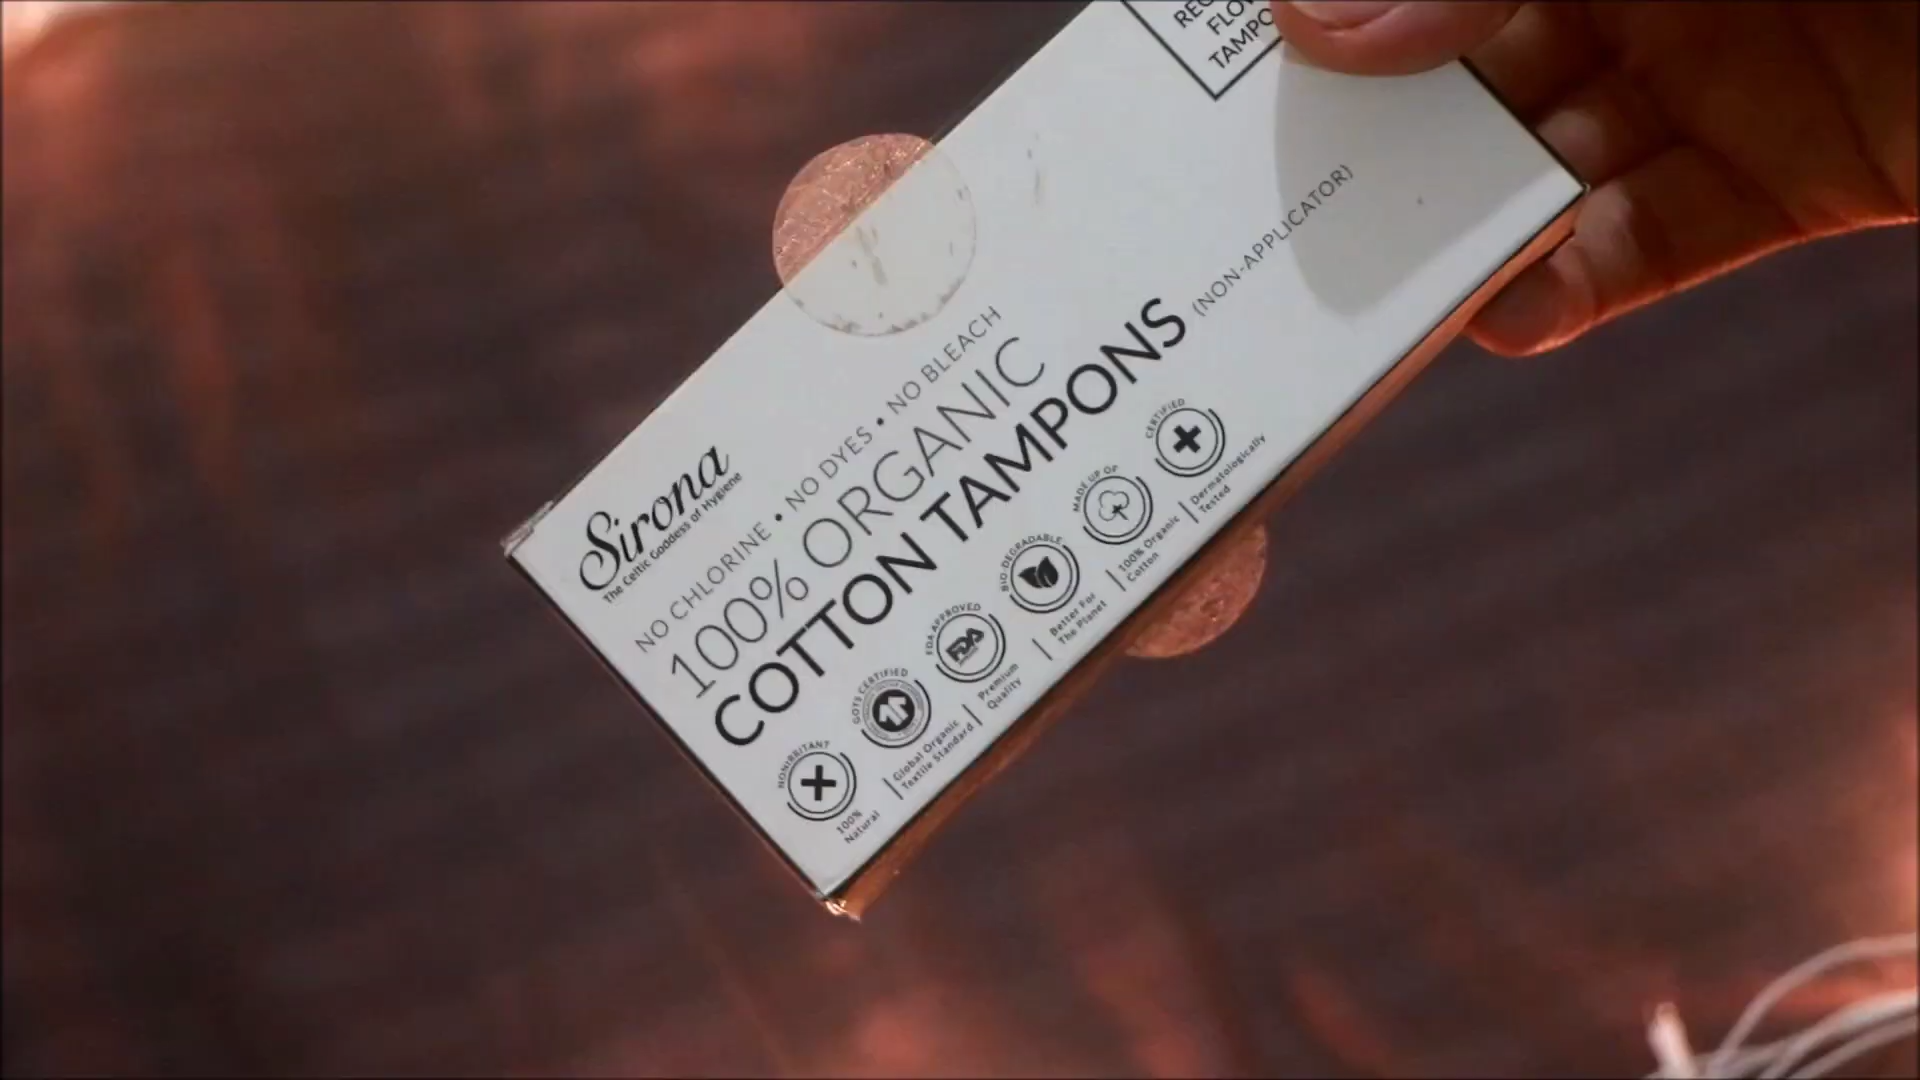 FLOW
Sirona
The Celtic Goddess of Hygiene
NO CHLORINE • NO DYES • NO BLEACH
100% ORGANIC
COTTON TAMPONS (NON-APPLICATOR)
NONIRRITANT
100%
Natural
GOTS CERTIFIED
Global Organic
Textile Standard
FDA APPROVED
FDA
Premium
Quality
BIO-DEGRADABLE
Better For
The Planet
MADE UP OF
100% Organic
Cotton
CERTIFIED
Dermatologically
Tested